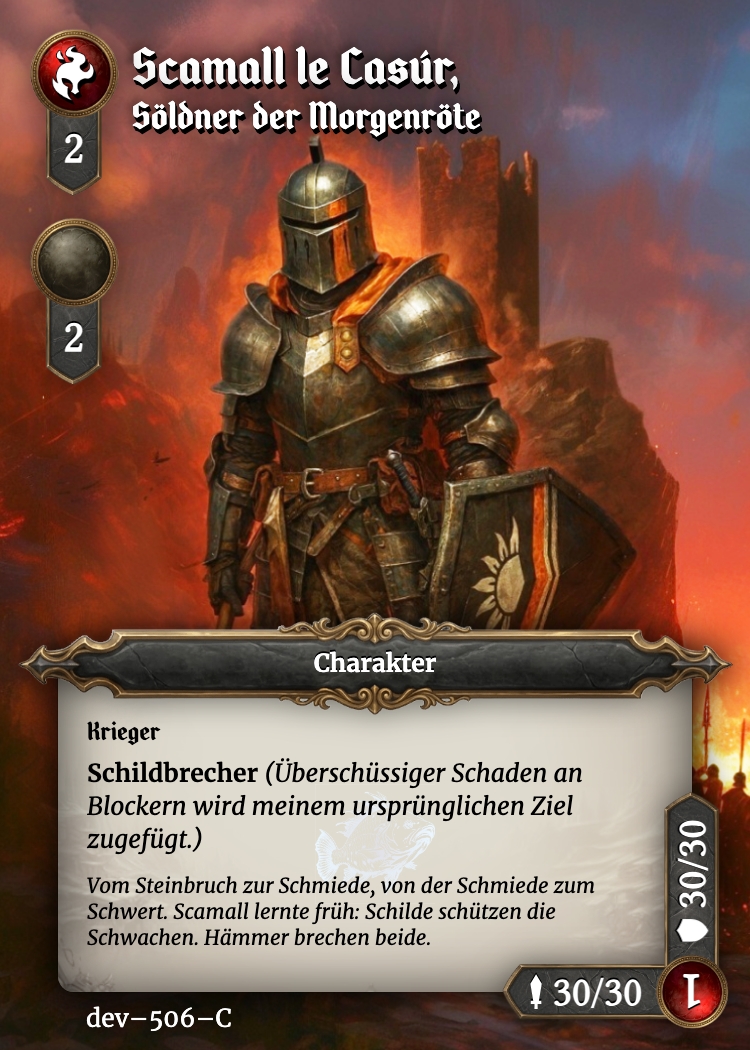 Scamall le Casúr,
Söldner der Morgenröte
2
2
Charakter
Krieger
Schildbrecher (Überschüssiger Schaden an
Blockern wird meinem ursprünglichen Ziel
zugefügt.)
Vom Steinbruch zur Schmiede, von der Schmiede zum
Schwert. Scamall lernte früh: Schilde schützen die
Schwachen. Hämmer brechen beide.
30/30
30/30
1
dev–506–C